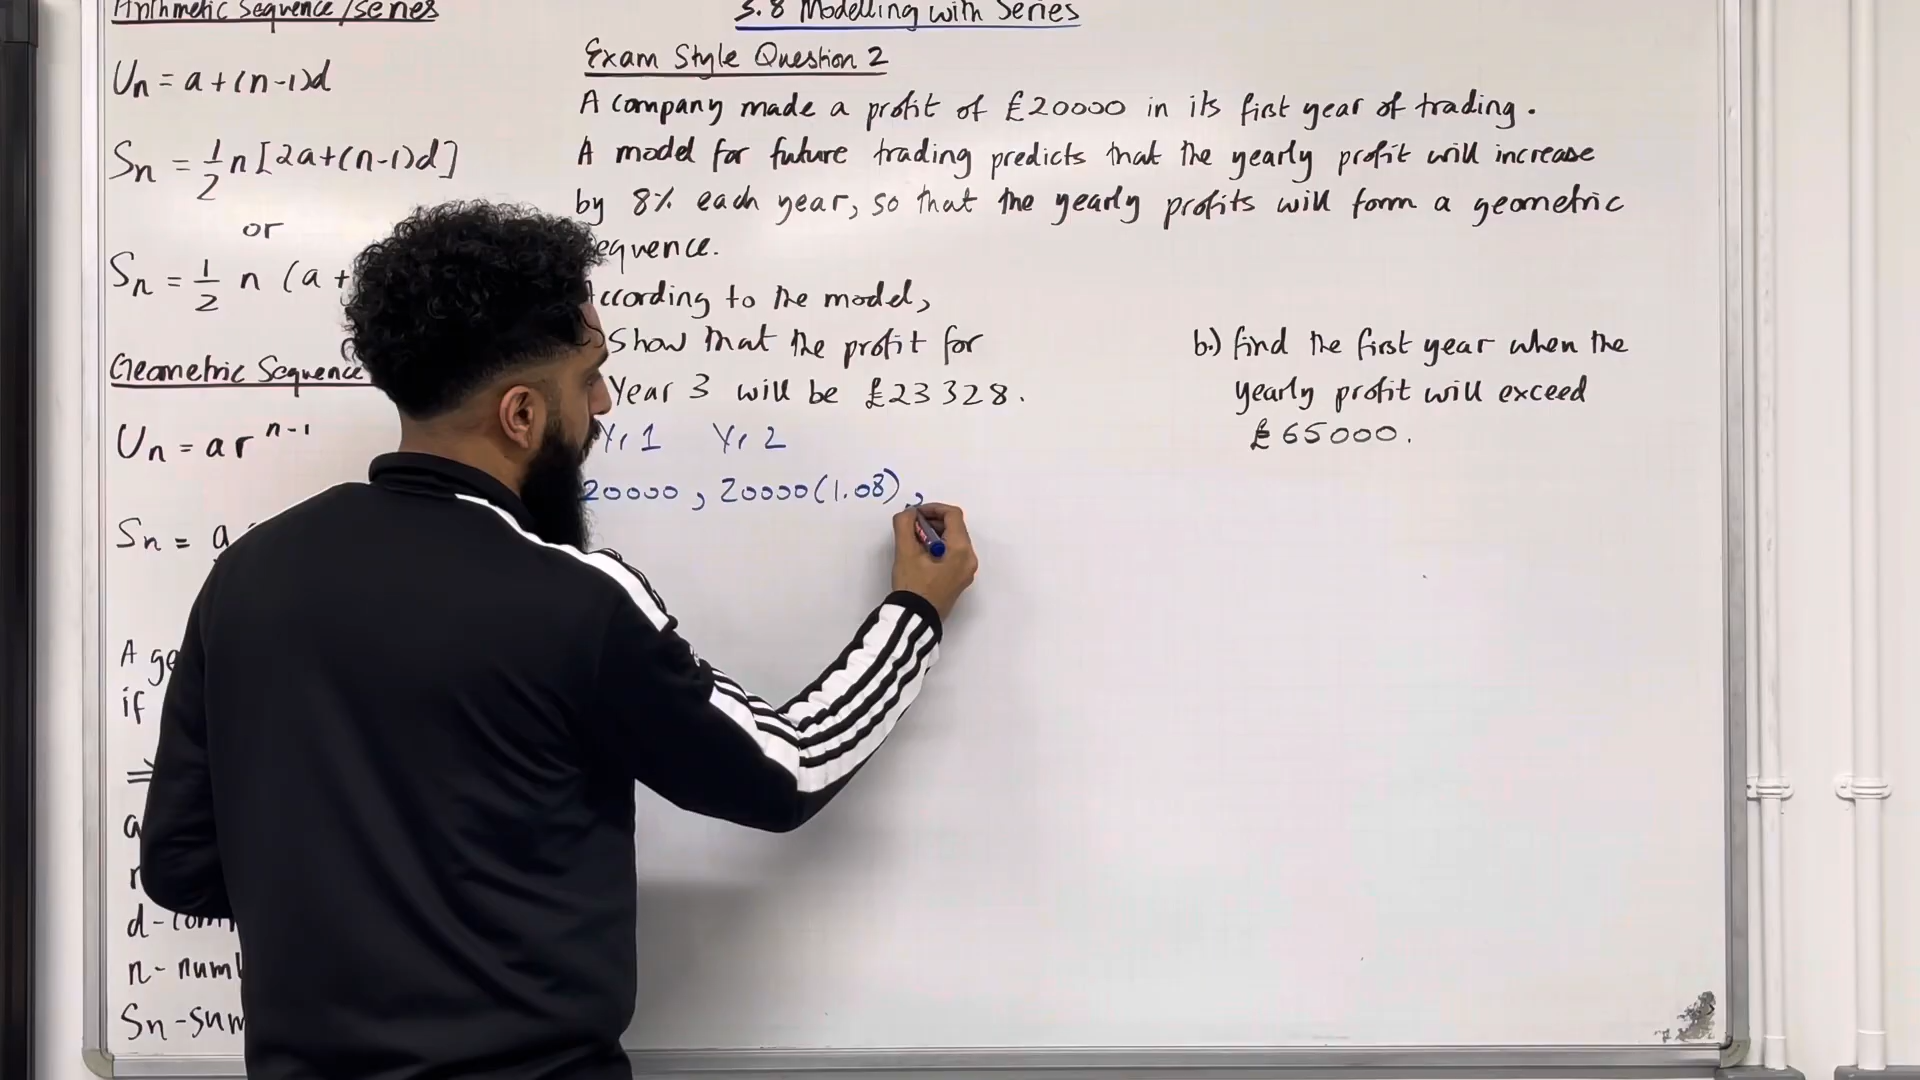 Arithmetic Sequence/series
Un = a+(n-1)d
Sn = 1/2 n[2a+(n-1)d]
or
Sn = 1/2 n (a +
Geometric Sequence
Un = ar^n-1
Sn = a
A
if
⇒
a
r
d-
n-
Sn -sum
5.8 Modelling with Series
Exam Style Question 2
A company made a profit of £20000 in its first year of trading.
A model for future trading predicts that the yearly profit will increase
by 8% each year, so that the yearly profits will form a geometric
equence.
According to the model,
Show that the profit for
Year 3 will be £23328.
Yr 1 Yr 2
20000, 20000(1.08),
b.) find the first year when the
yearly profit will exceed
£65000.